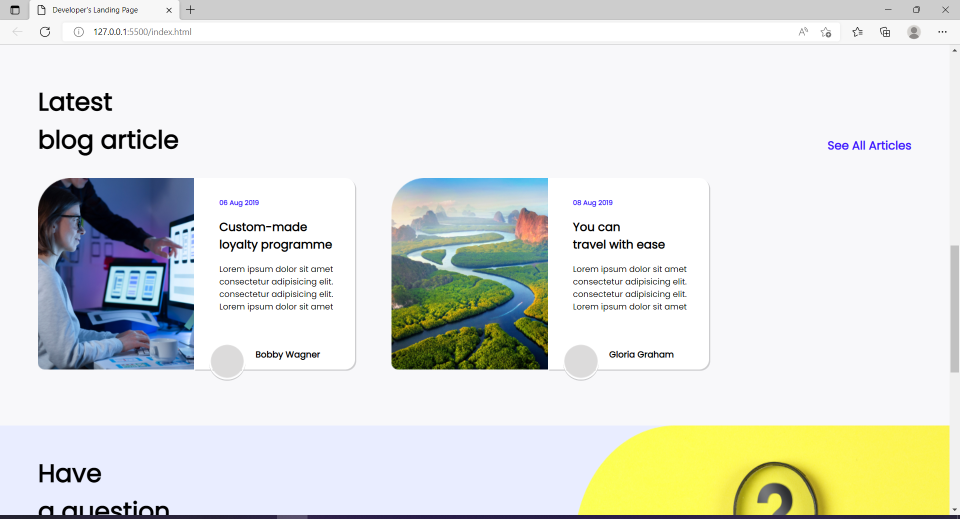 Developer's Landing Page
127.0.0.1:5500/index.html
Latest
blog article
See All Articles
06 Aug 2019
Custom-made
loyalty programme
Lorem ipsum dolor sit amet
consectetur adipisicing elit.
consectetur adipisicing elit.
Lorem ipsum dolor sit amet
Bobby Wagner
08 Aug 2019
You can
travel with ease
Lorem ipsum dolor sit amet
consectetur adipisicing elit.
consectetur adipisicing elit.
Lorem ipsum dolor sit amet
Gloria Graham
Have
a question
?